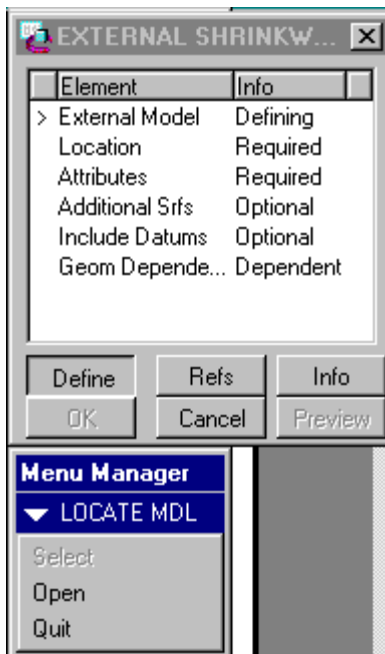 EXTERNAL SHRINKW...
Element Info
> External Model Defining
Location Required
Attributes Required
Additional Srfs Optional
Include Datums Optional
Geom Depende... Dependent
Define Refs Info
OK Cancel Preview
Menu Manager
LOCATE MDL
Select
Open
Quit